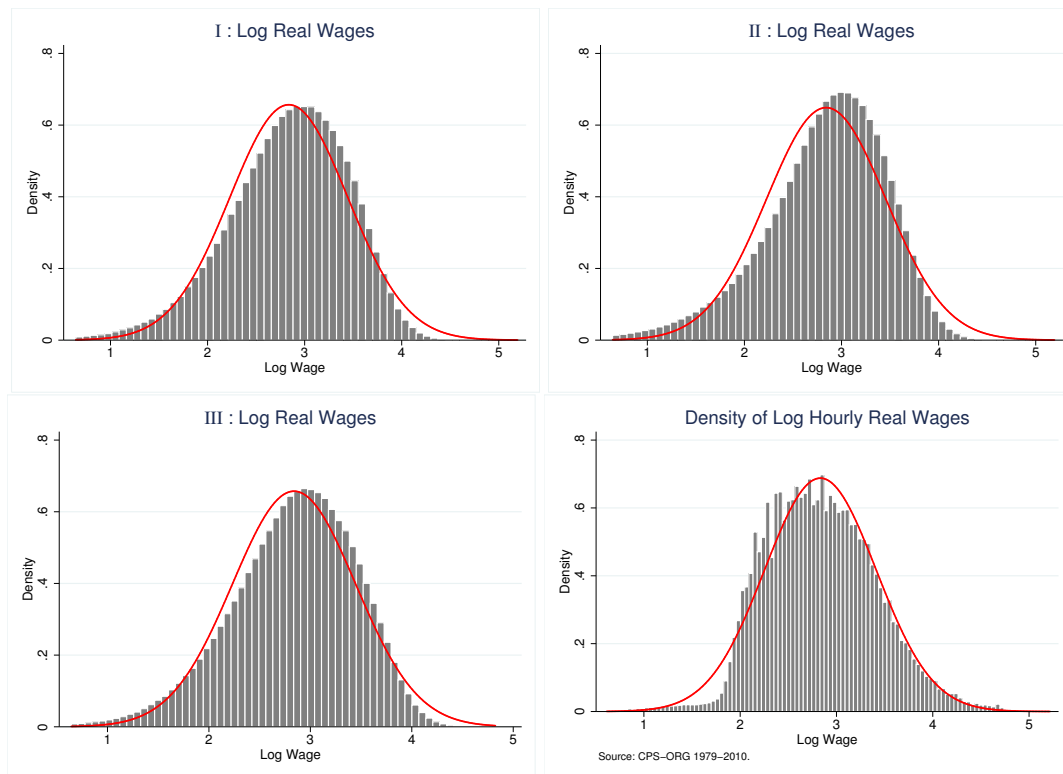 I : Log Real Wages
Density
0 .2 .4 .6 .8
1 2 3 4 5
Log Wage
II : Log Real Wages
Density
0 .2 .4 .6 .8
1 2 3 4 5
Log Wage
III : Log Real Wages
Density
0 .2 .4 .6 .8
1 2 3 4 5
Log Wage
Density of Log Hourly Real Wages
Density
0 .2 .4 .6 .8
1 2 3 4 5
Log Wage
Source: CPS−ORG 1979−2010.